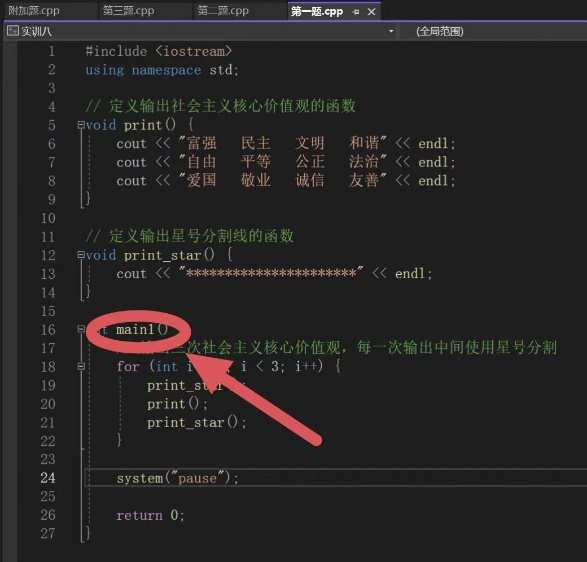 附加题.cpp 第三题.cpp 第二题.cpp 第一题.cpp
实训八 (全局范围)
1 #include <iostream>
2 using namespace std;
3
4 // 定义输出社会主义核心价值观的函数
5 void print() {
6 cout << "富强 民主 文明 和谐" << endl;
7 cout << "自由 平等 公正 法治" << endl;
8 cout << "爱国 敬业 诚信 友善" << endl;
9 }
10
11 // 定义输出星号分割线的函数
12 void print_star() {
13 cout << "**********************" << endl;
14 }
15
16 main1()
17 三次社会主义核心价值观，每一次输出中间使用星号分割
18 for (int i < 3; i++) {
19 print_star
20 print();
21 print_star();
22 }
23
24 system("pause");
25
26 return 0;
27 }